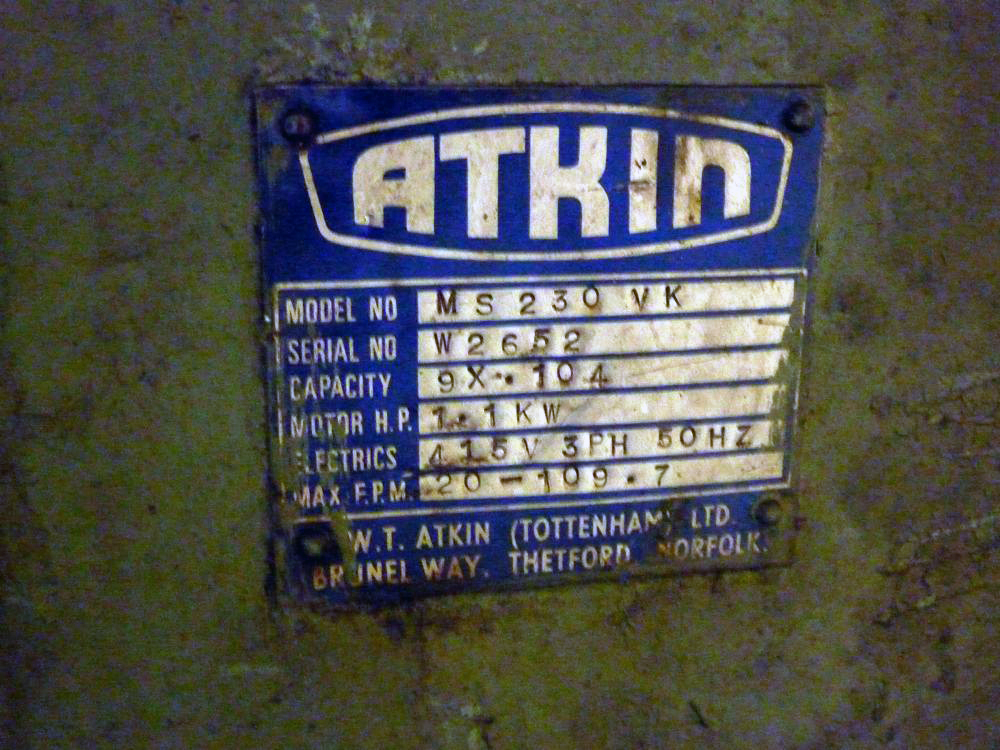 ATKIN
MODEL NO MS 230 VK
SERIAL NO W2652
CAPACITY 9X·104
MOTOR H.P. 1·1KW
ELECTRICS 415V 3PH 50HZ
MAX F.P.M. 20-109·7
W.T. ATKIN (TOTTENHAM) LTD.
BRUNEL WAY, THETFORD, NORFOLK.